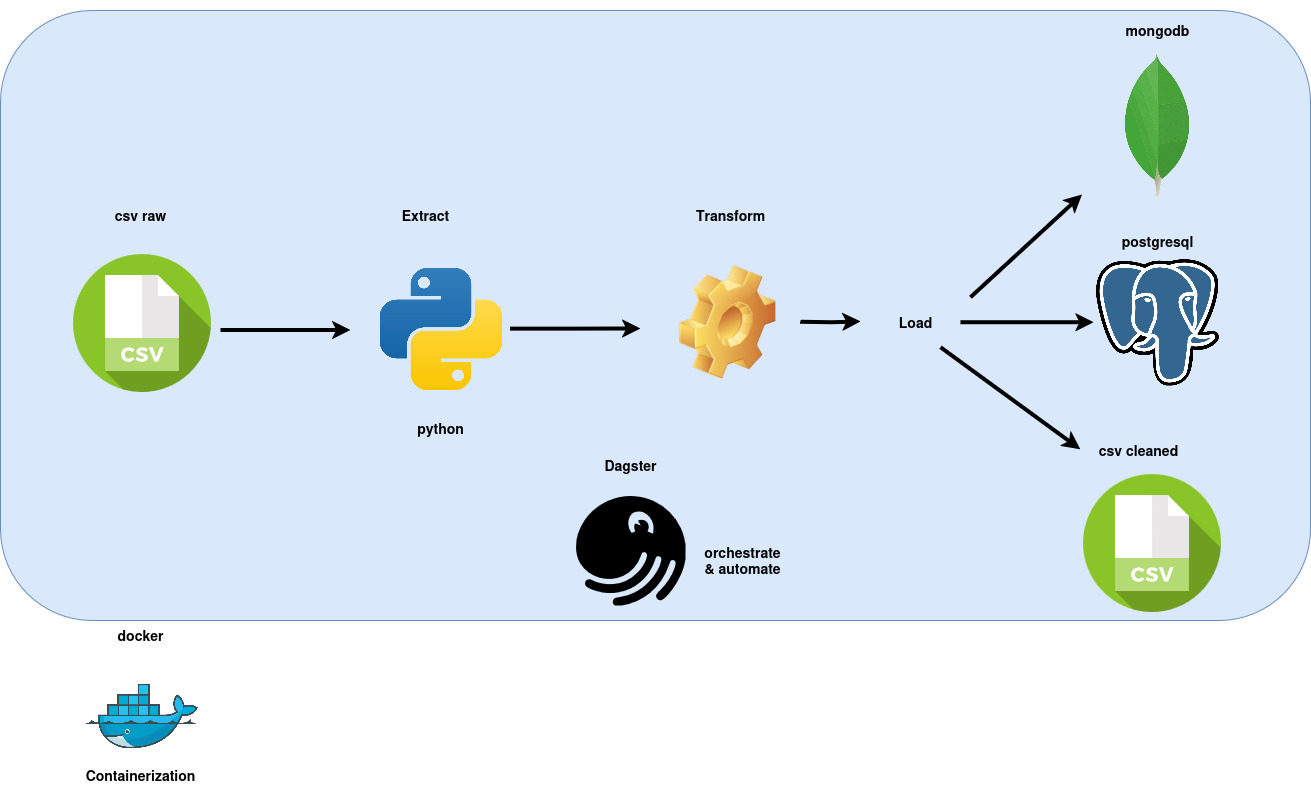 mongodb
csv raw
Extract
Transform
postgresql
CSV
Load
python
csv cleaned
Dagster
orchestrate
& automate
CSV
docker
Containerization